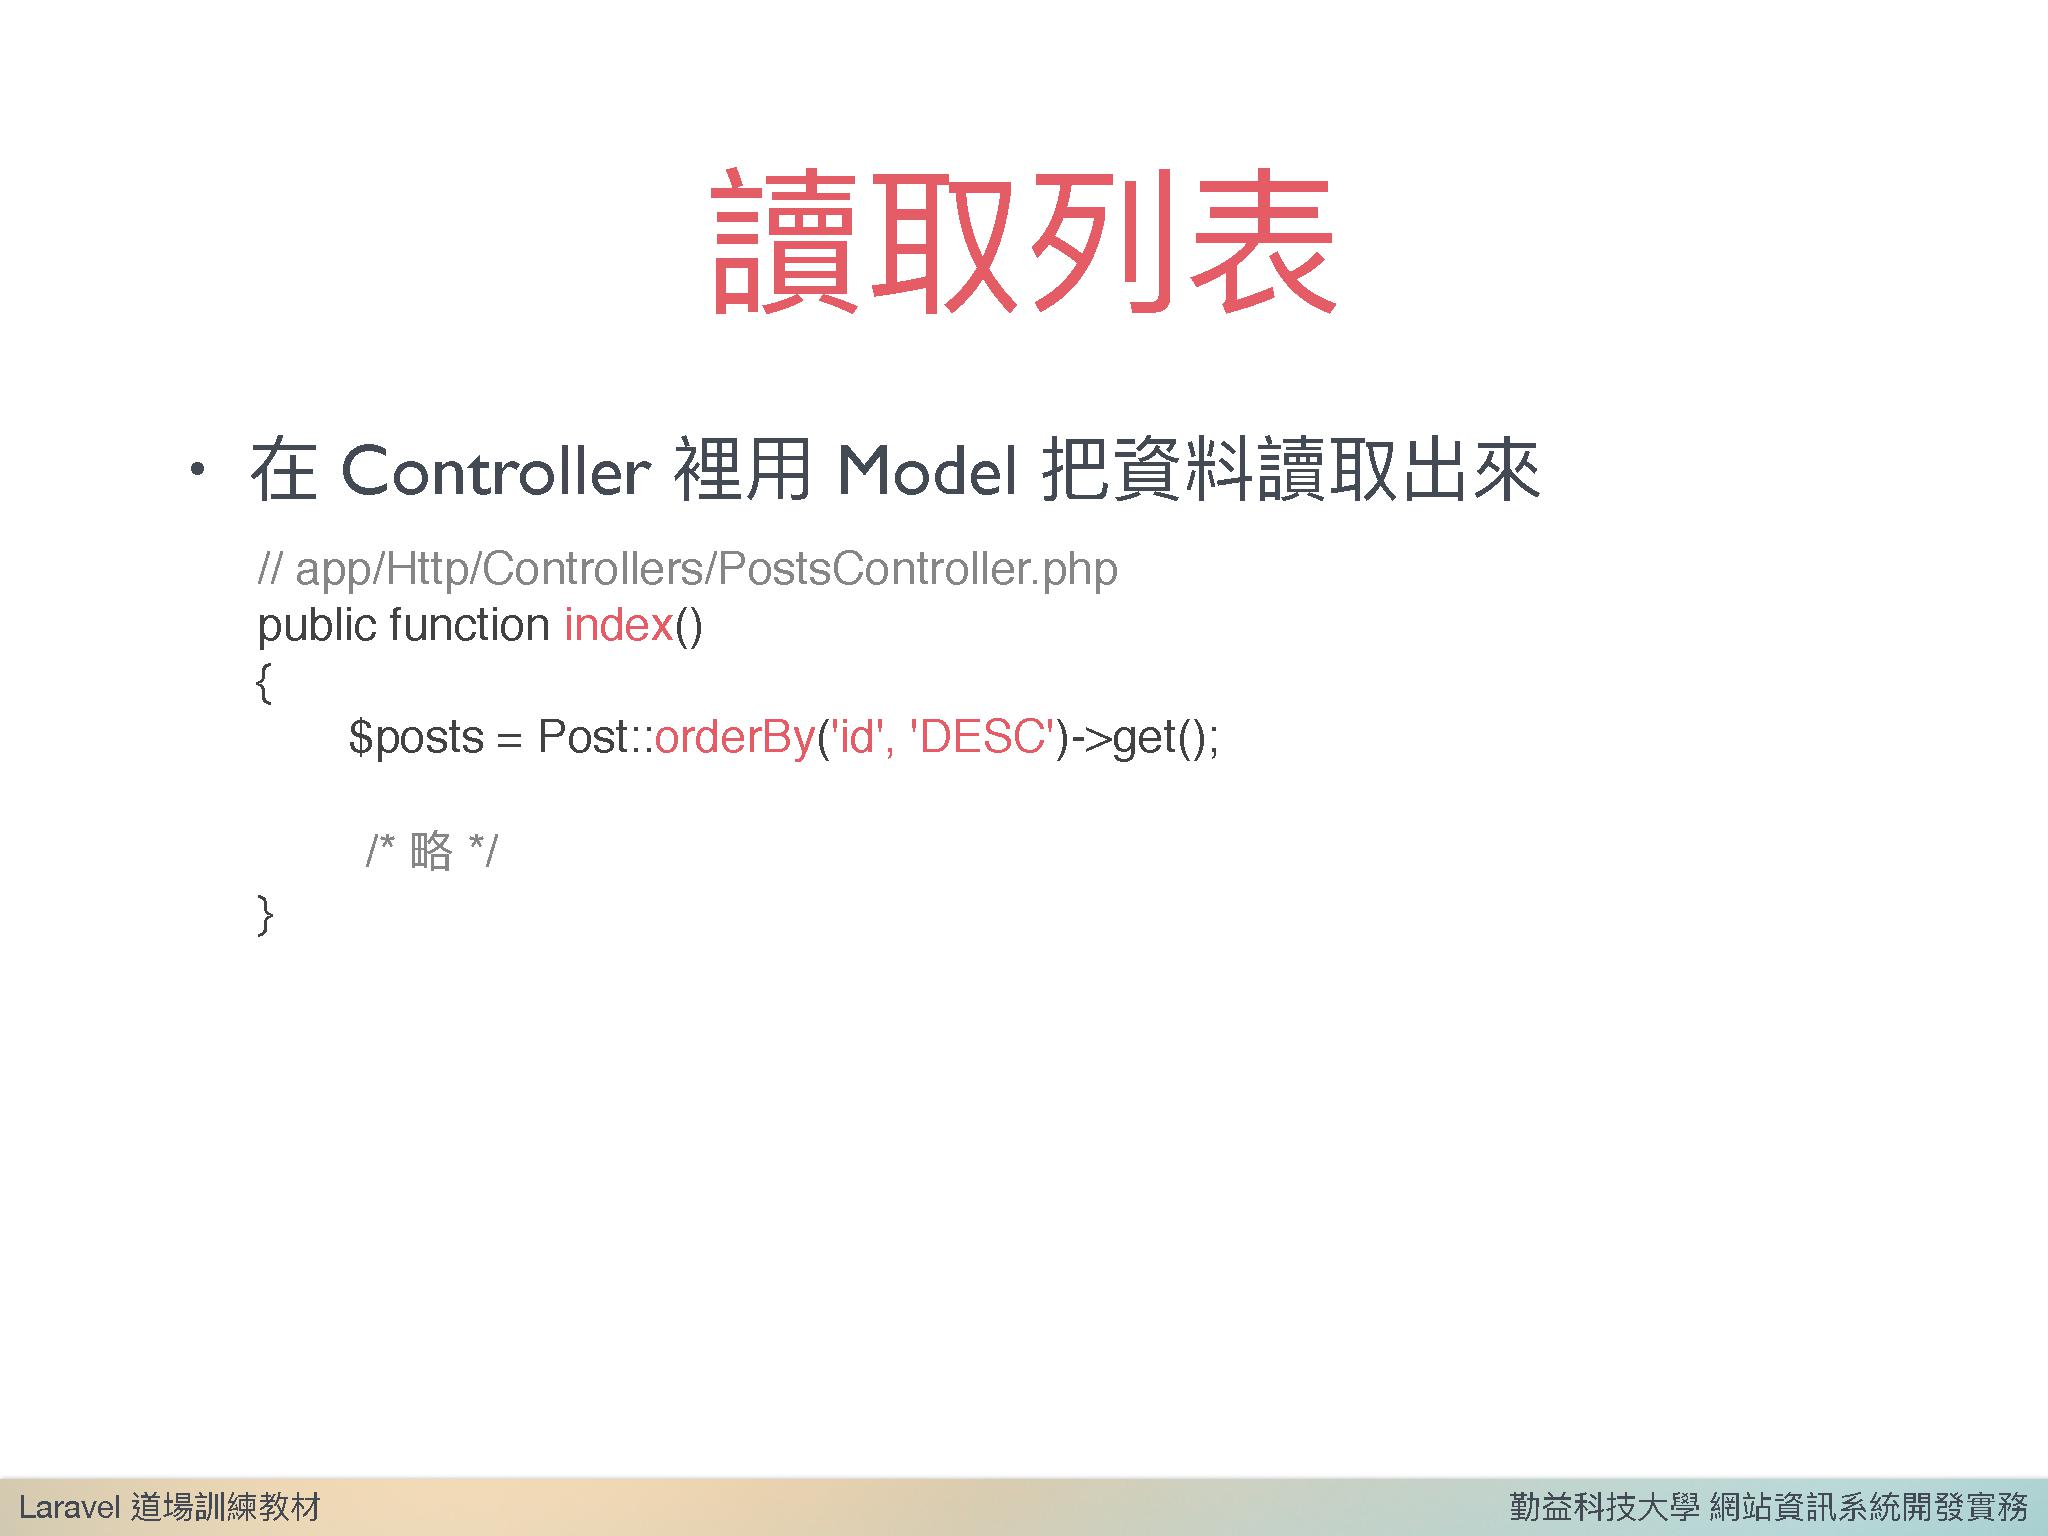 讀取列表
• 在 Controller 裡用 Model 把資料讀取出來
// app/Http/Controllers/PostsController.php
public function index()
{
$posts = Post::orderBy('id', 'DESC')->get();
/* 略 */
}
Laravel 道場訓練教材
勤益科技大學 網站資訊系統開發實務